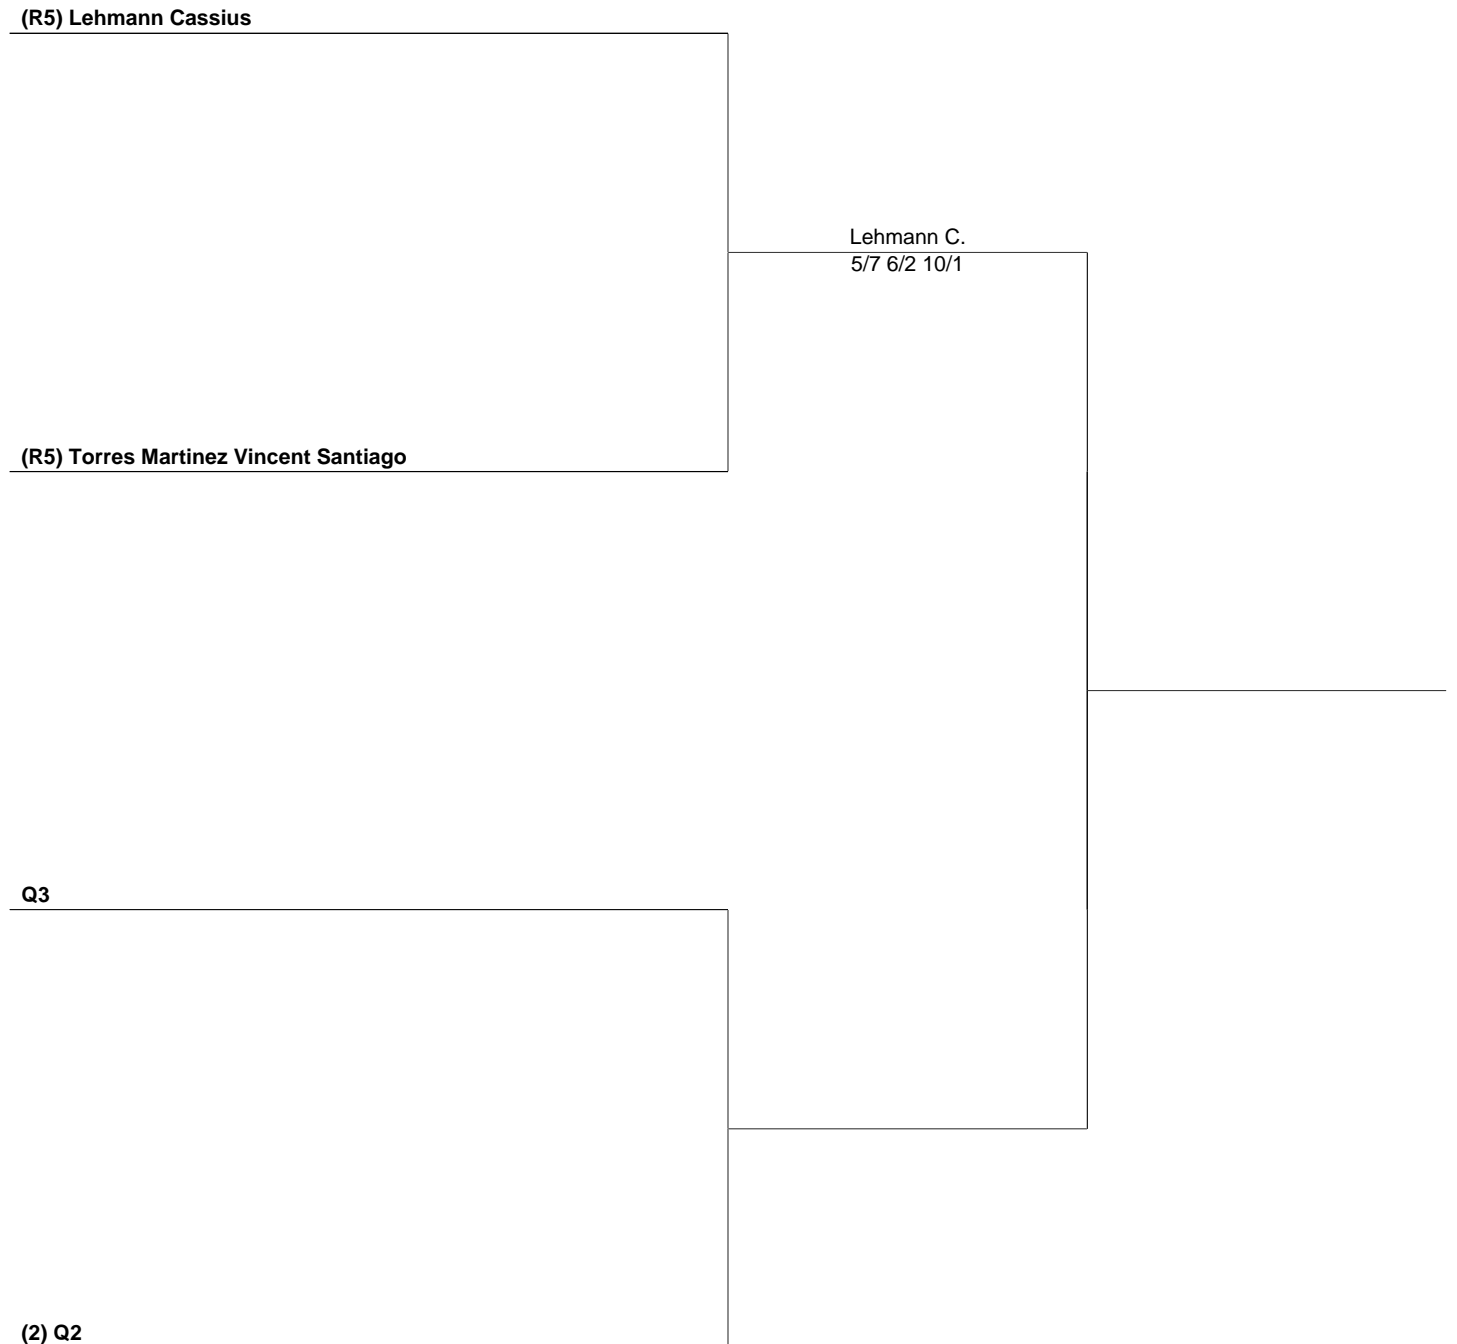 (R5) Lehmann Cassius
Lehmann C.
5/7 6/2 10/1
(R5) Torres Martinez Vincent Santiago
Q3
(2) Q2